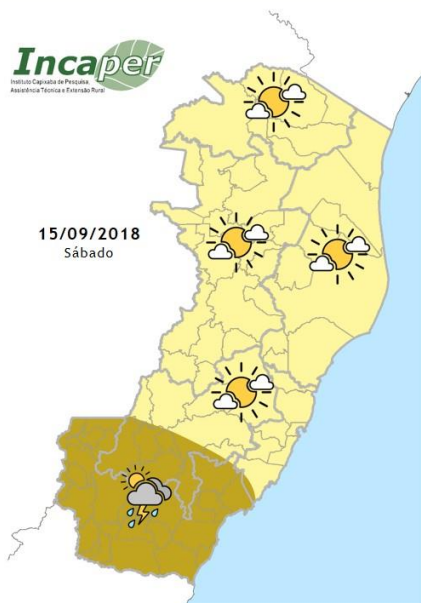 Incaper
Instituto Capixaba de Pesquisa,
Assistência Técnica e Extensão Rural
15/09/2018
Sábado